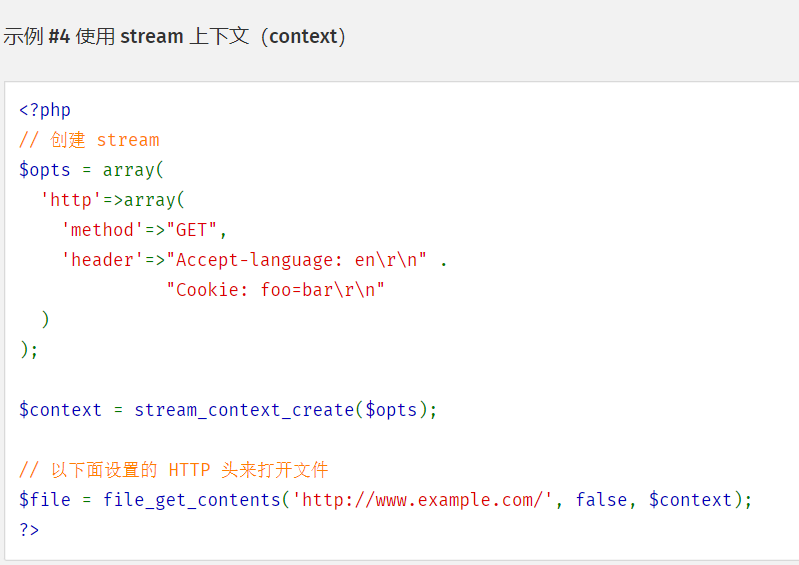 示例 #4 使用 stream 上下文（context）
<?php
// 创建 stream
$opts = array(
  'http'=>array(
    'method'=>"GET",
    'header'=>"Accept-language: en\r\n" .
              "Cookie: foo=bar\r\n"
  )
);
$context = stream_context_create($opts);
// 以下面设置的 HTTP 头来打开文件
$file = file_get_contents('http://www.example.com/', false, $context);
?>